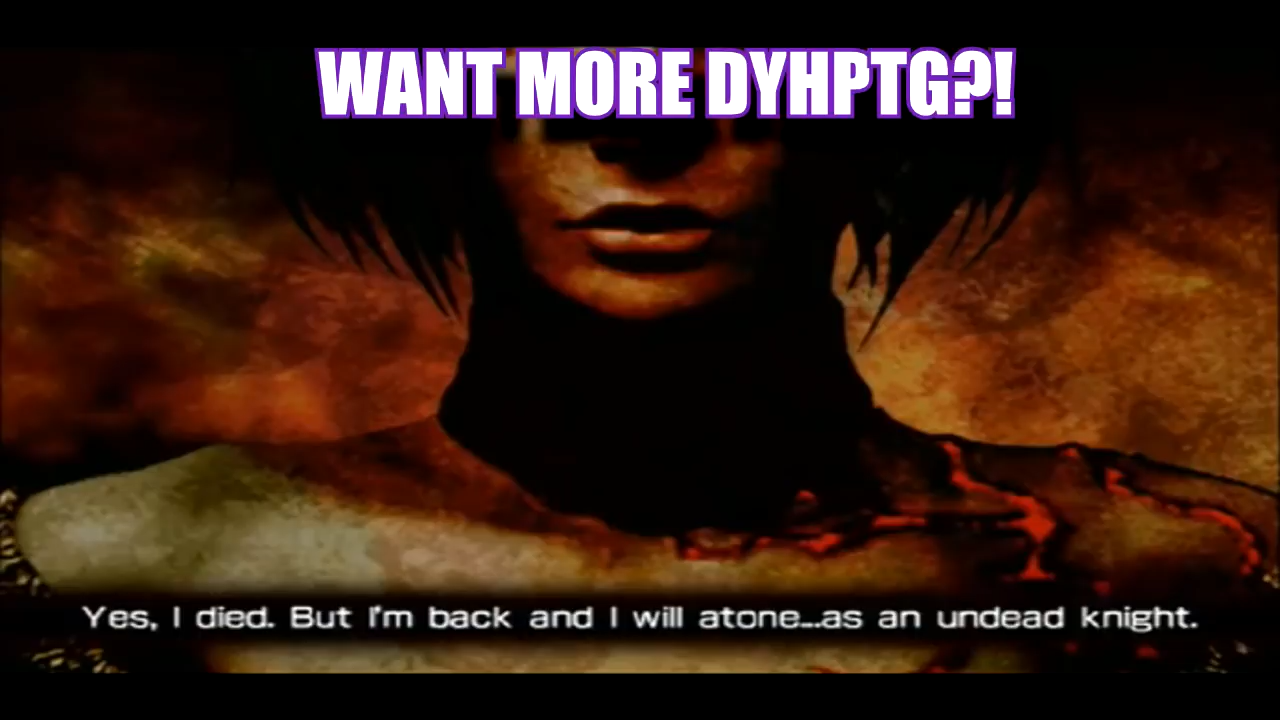 WANT MORE DYHPTG?!
Yes, I died. But I'm back and I will atone...as an undead knight.